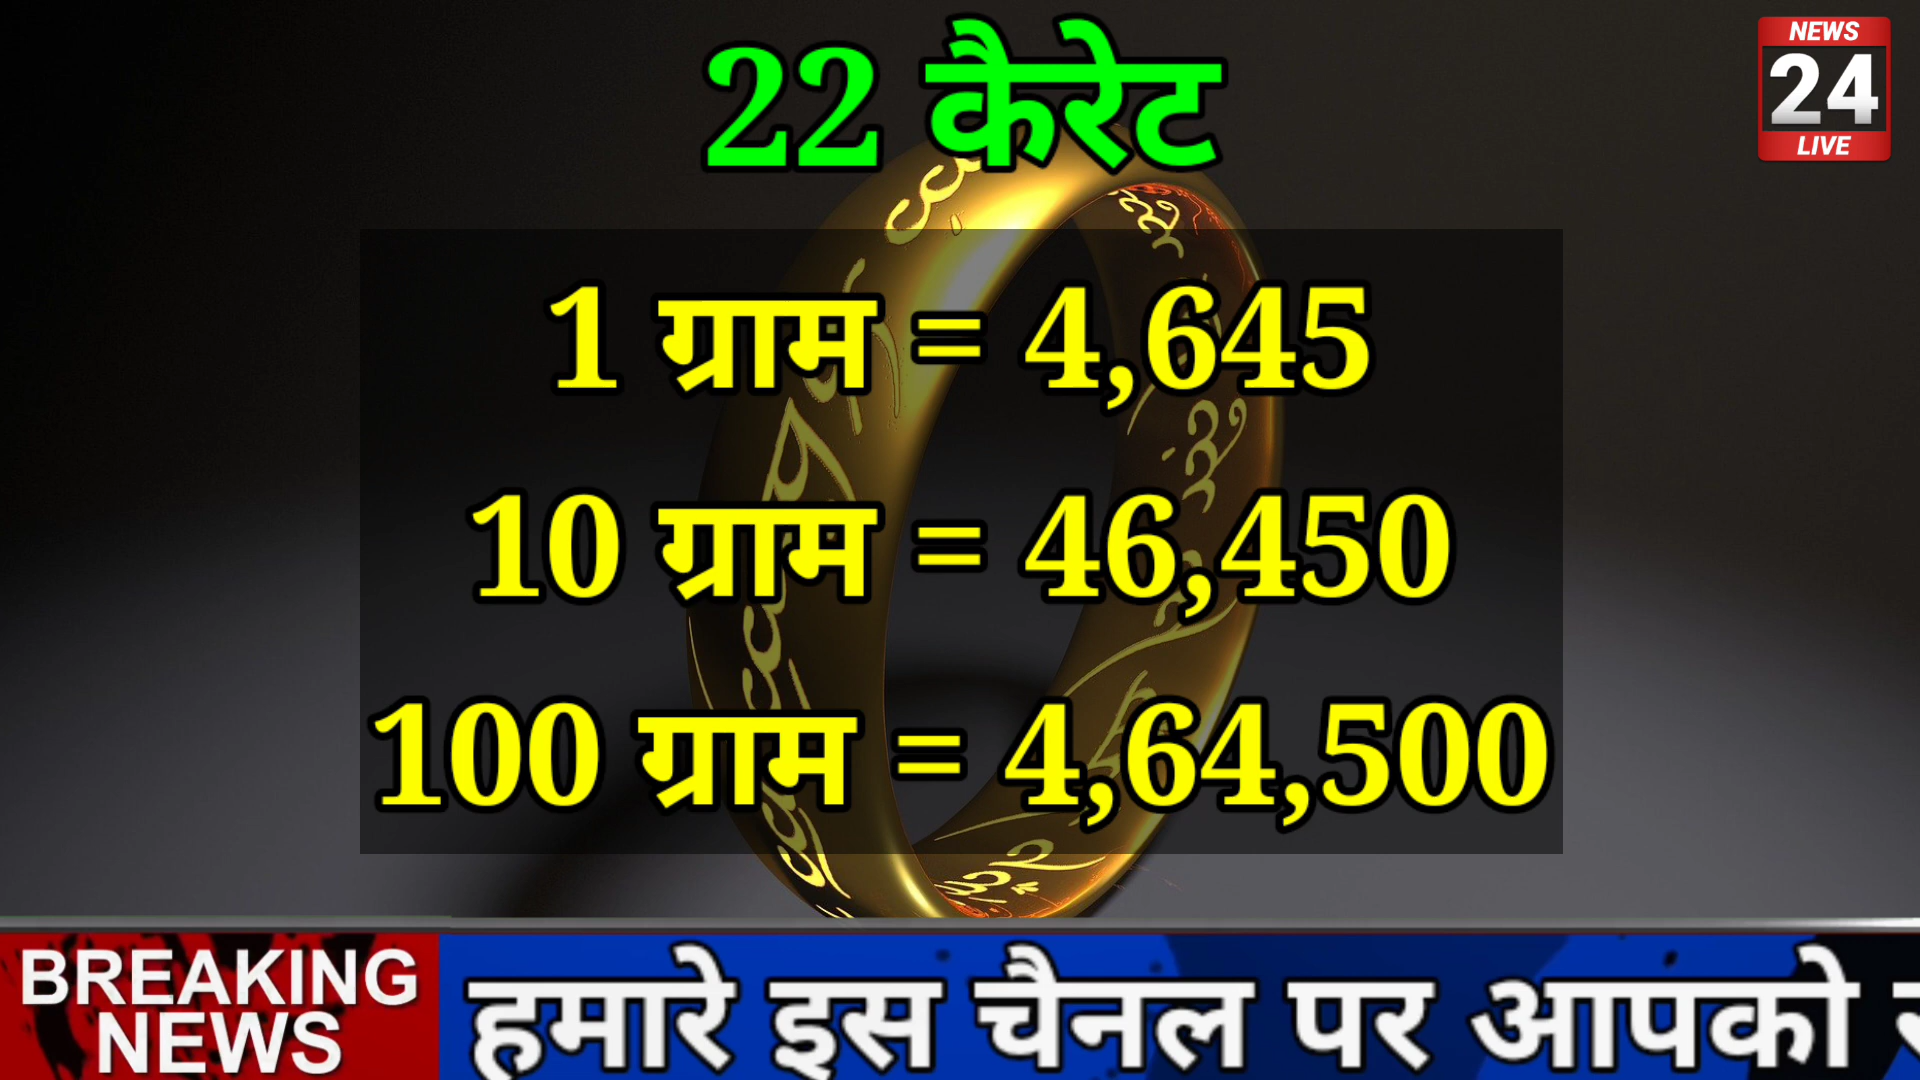 22 कैरेट
NEWS
24
LIVE
1 ग्राम = 4,645
10 ग्राम = 46,450
100 ग्राम = 4,64,500
BREAKING
NEWS
हमारे इस चैनल पर आपको